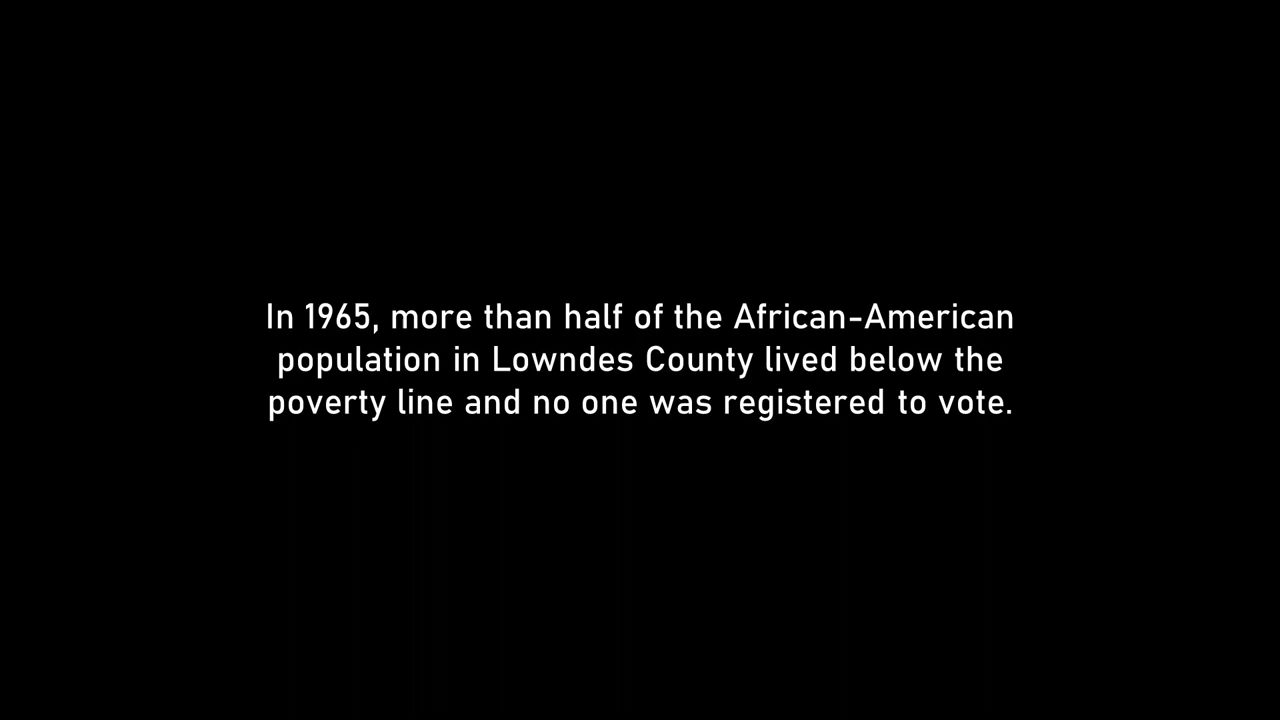 In 1965, more than half of the African-American
population in Lowndes County lived below the
poverty line and no one was registered to vote.